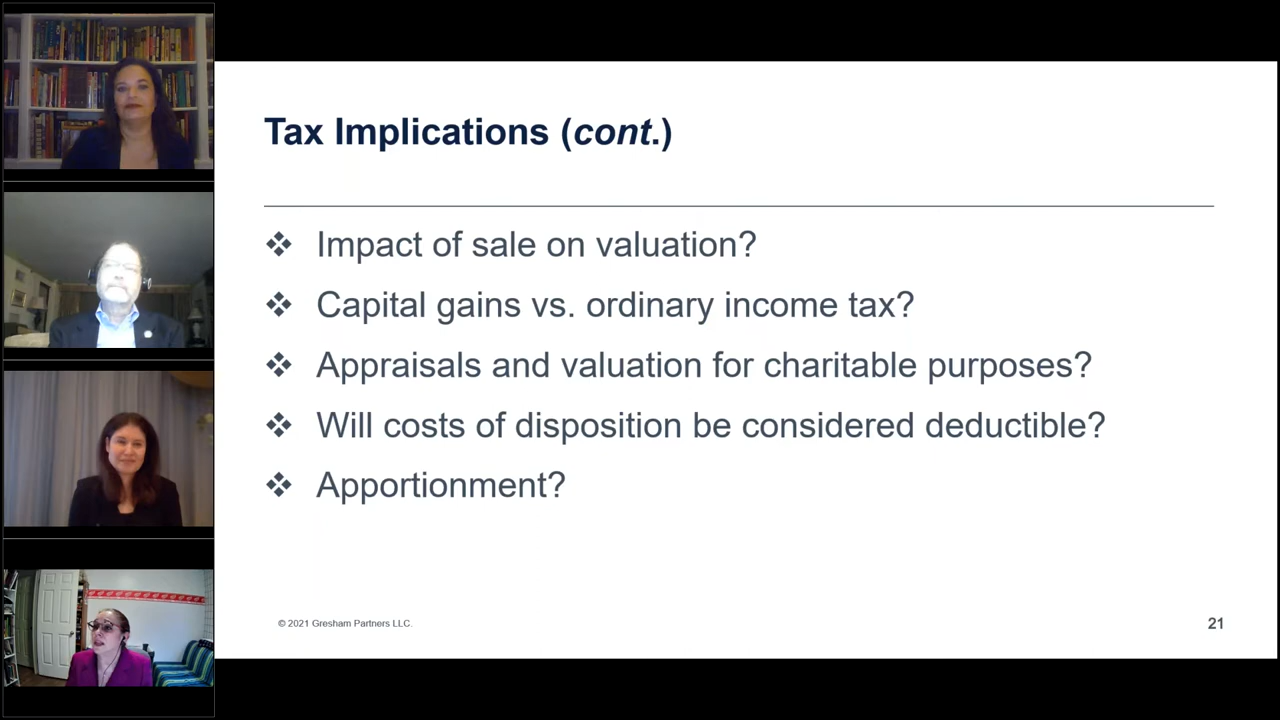 Tax Implications (cont.)
❖ Impact of sale on valuation?
❖ Capital gains vs. ordinary income tax?
❖ Appraisals and valuation for charitable purposes?
❖ Will costs of disposition be considered deductible?
❖ Apportionment?
© 2021 Gresham Partners LLC.
21